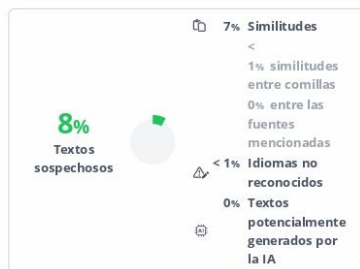 8%
Textos
sospechosos
7% Similitudes
<
1% similitudes
entre comillas
0% entre las
fuentes
mencionadas
< 1% Idiomas no
reconocidos
0% Textos
potencialmente
generados por
la IA